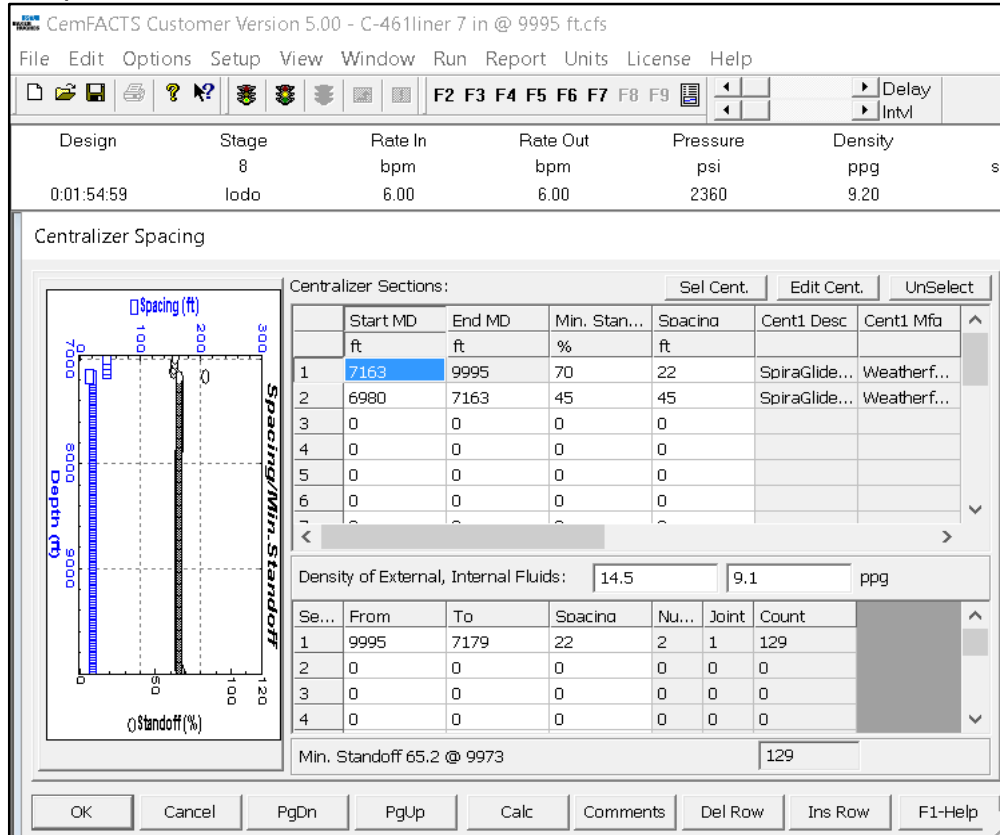 CemFACTS Customer Version 5.00 - C-461liner 7 in @ 9995 ft.cfs
File Edit Options Setup View Window Run Report Units License Help
F2 F3 F4 F5 F6 F7 F8 F9 Delay
Intvl
Design Stage Rate In Rate Out Pressure Density
8 bpm bpm psi ppg s
0:01:54:59 lodo 6.00 6.00 2360 9.20
Centralizer Spacing
Centralizer Sections: Sel Cent. Edit Cent. UnSelect
Start MD End MD Min. Stan... Spacing Cent1 Desc Cent1 Mfg
ft ft % ft
1 7163 9995 70 22 SpiraGlide... Weatherf...
2 6980 7163 45 45 SpiraGlide... Weatherf...
3 0 0 0 0
4 0 0 0 0
5 0 0 0 0
6 0 0 0 0
Spacing (ft)
0 100 200 300
7000
8000
9000
Depth (ft)
Spacing/Min.Standoff
0 50 100 120
() Standoff (%)
Density of External, Internal Fluids: 14.5 9.1 ppg
Se... From To Spacing Nu... Joint Count
1 9995 7179 22 2 1 129
2 0 0 0 0 0 0
3 0 0 0 0 0 0
4 0 0 0 0 0 0
Min. Standoff 65.2 @ 9973 129
OK Cancel PgDn PgUp Calc Comments Del Row Ins Row F1-Help